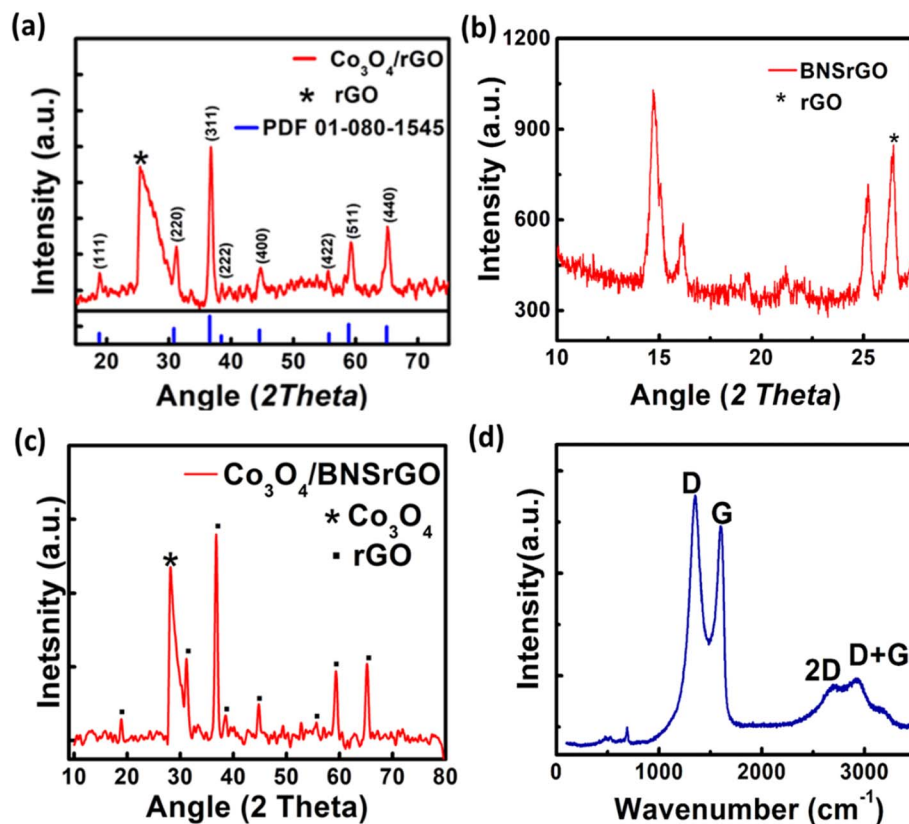 (a)
Intensity (a.u.)
Co₃O₄/rGO
* rGO
PDF 01-080-1545
(111)
*
(220)
(311)
(222)
(400)
(422)
(511)
(440)
20 30 40 50 60 70
Angle (2Theta)
(b)
Intensity (a.u.)
1200
900
600
300
BNSrGO
* rGO
*
10 15 20 25
Angle (2 Theta)
(c)
Inetsnity (a.u.)
Co₃O₄/BNSrGO
* Co₃O₄
▪ rGO
*
10 20 30 40 50 60 70 80
Angle (2 Theta)
(d)
Intensity(a.u.)
D
G
2D
D+G
0 1000 2000 3000
Wavenumber (cm⁻¹)